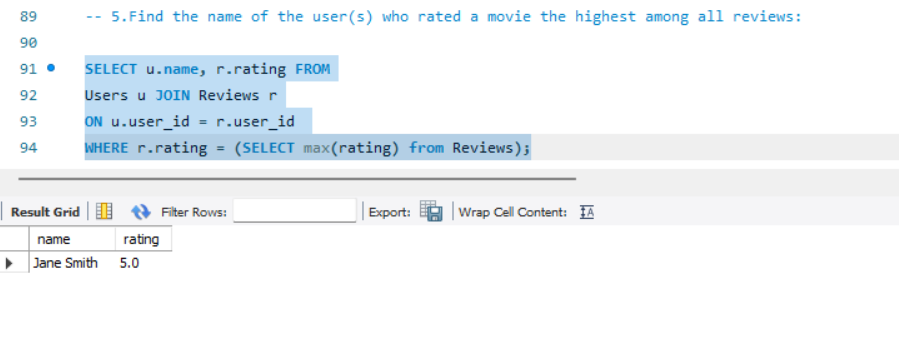 89 -- 5.Find the name of the user(s) who rated a movie the highest among all reviews:
90
91 SELECT u.name, r.rating FROM
92 Users u JOIN Reviews r
93 ON u.user_id = r.user_id
94 WHERE r.rating = (SELECT max(rating) from Reviews);
Result Grid Filter Rows: Export: Wrap Cell Content: IA
name rating
Jane Smith 5.0